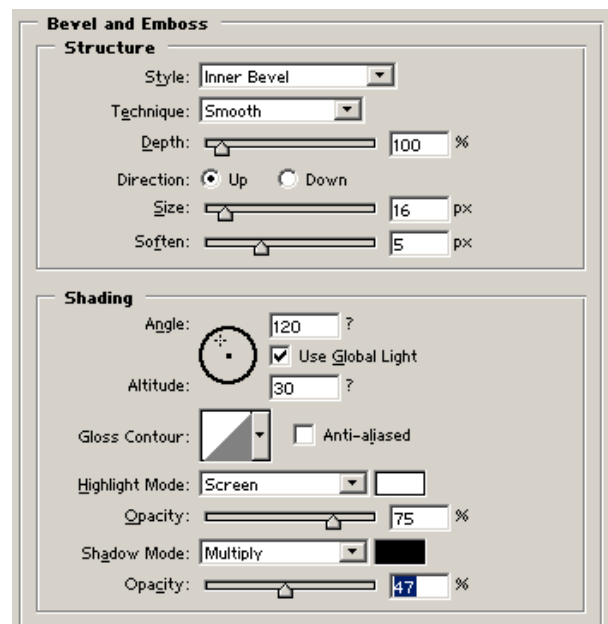 Bevel and Emboss
Structure
Style: Inner Bevel
Technique: Smooth
Depth: 100 %
Direction: Up Down
Size: 16 px
Soften: 5 px
Shading
Angle: 120 ?
Use Global Light
Altitude: 30 ?
Gloss Contour: Anti-aliased
Highlight Mode: Screen
Opacity: 75 %
Shadow Mode: Multiply
Opacity: 47 %